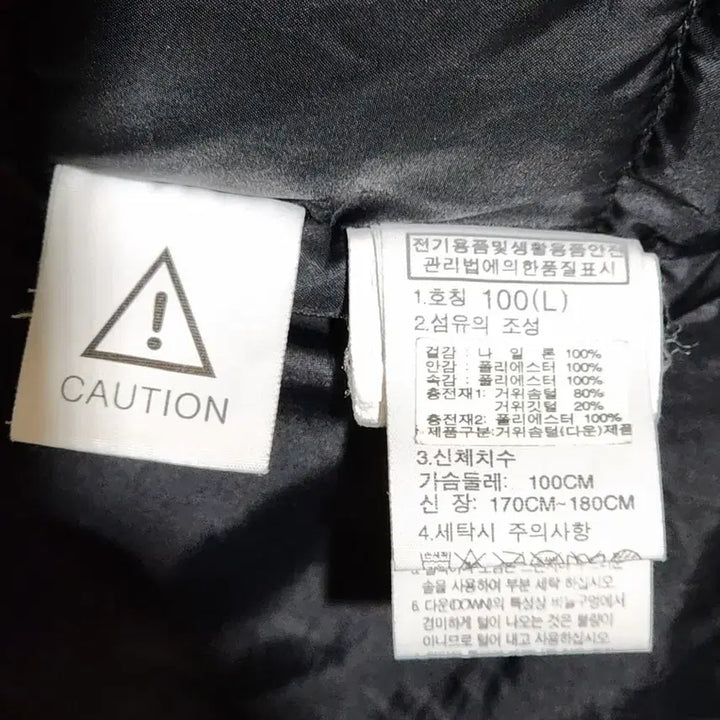 CAUTION
전기용품및생활용품안전
관리법에의한품질표시
1.호칭 100(L)
2.섬유의 조성
겉감 : 나 일 론 100%
안감 : 폴리에스터 100%
속감 : 폴리에스터 100%
충전재1: 거위솜털 80%
거위깃털 20%
충전재2: 폴리에스터 100%
제품구분:거위솜털(다운)제품
3.신체치수
가슴둘레: 100CM
신 장: 170CM~180CM
4.세탁시 주의사항
솔을 사용하여 부분 세탁 하십시오
6. 다운(DOWN)의 특성상 바늘구멍에서
경미하게 털이 나오는 것은 불량이
아니므로 털어 내고 사용하십시오